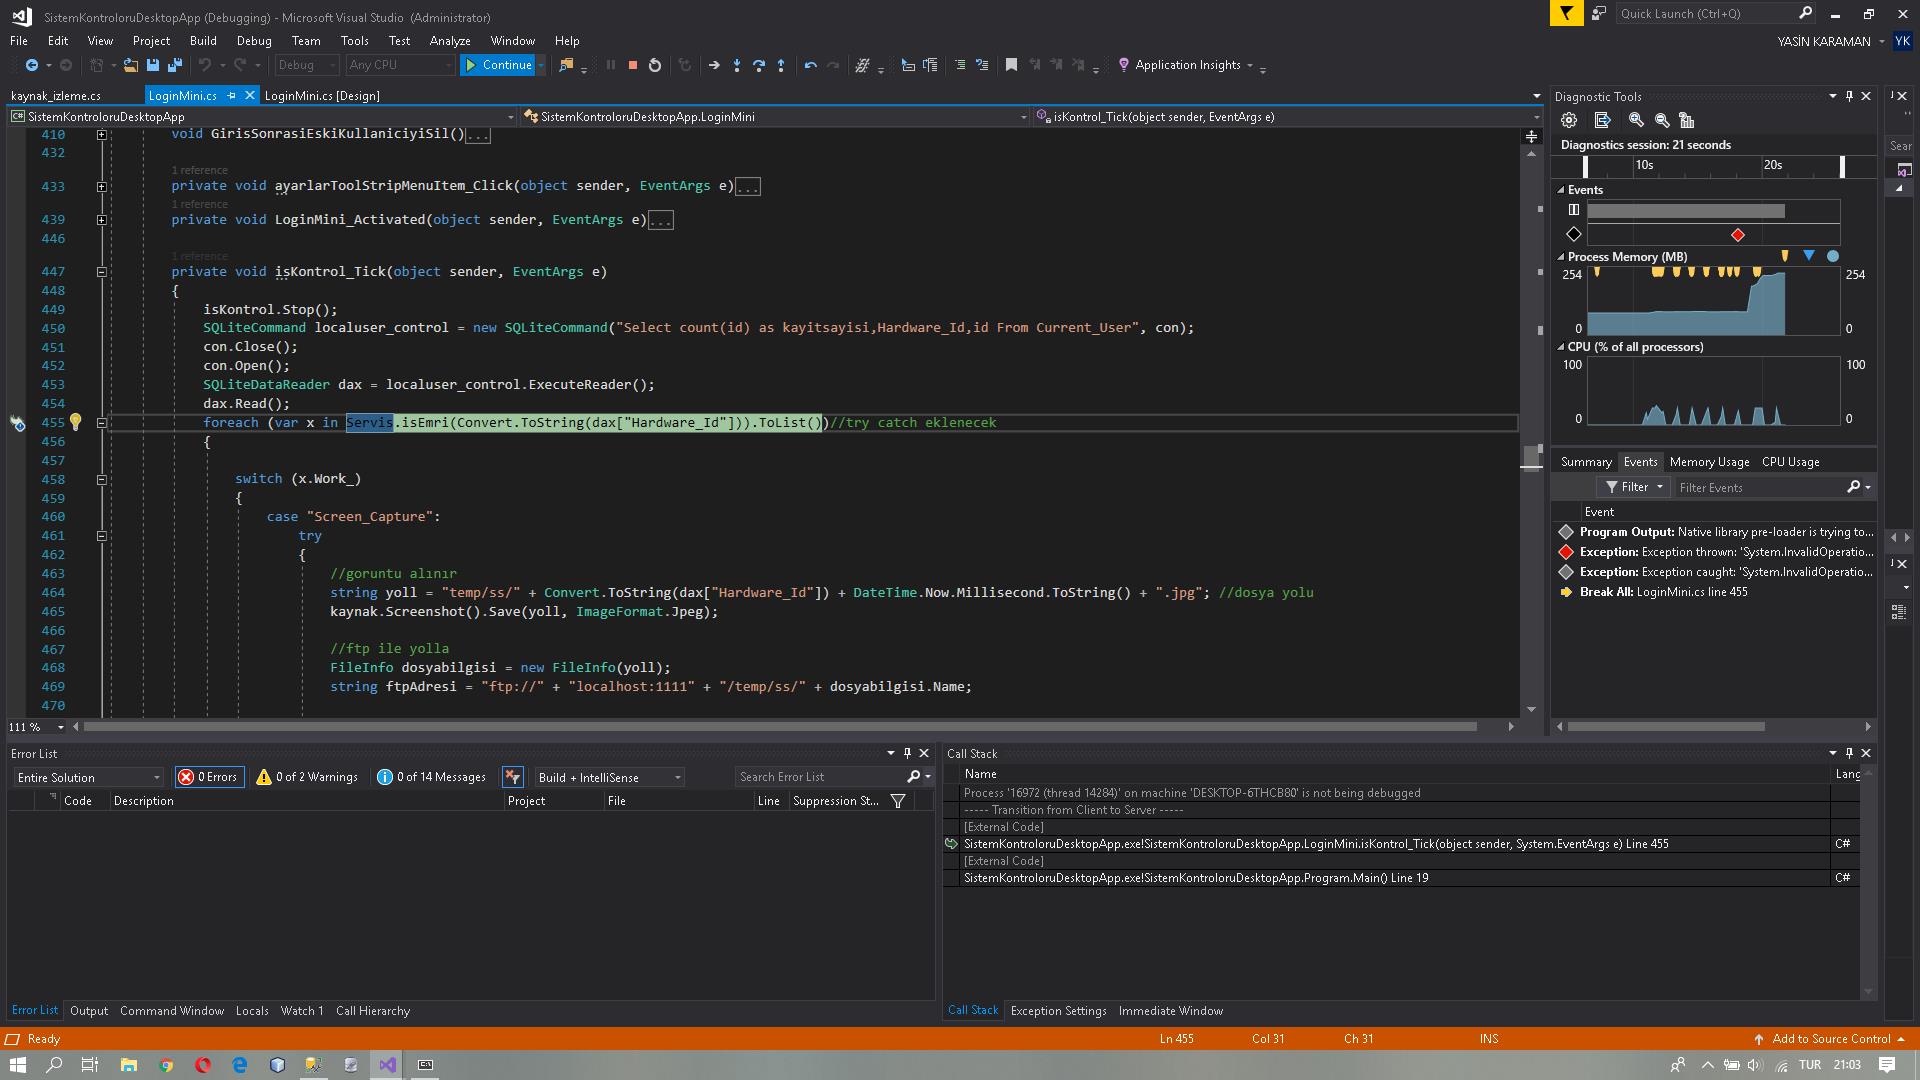 SistemKontroloruDesktopApp (Debugging) - Microsoft Visual Studio (Administrator)
Quick Launch (Ctrl+Q)
File Edit View Project Build Debug Team Tools Test Analyze Window Help
YASİN KARAMAN YK
Debug Any CPU Continue Application Insights
kaynak_izleme.cs LoginMini.cs LoginMini.cs [Design]
SistemKontroloruDesktopApp SistemKontroloruDesktopApp.LoginMini isKontrol_Tick(object sender, EventArgs e)
410 void GirisSonrasiEskiKullaniciyiSil()...
432
1 reference
433 private void ayarlarToolStripMenuItem_Click(object sender, EventArgs e)...
1 reference
439 private void LoginMini_Activated(object sender, EventArgs e)...
446
1 reference
447 private void isKontrol_Tick(object sender, EventArgs e)
448 {
449 isKontrol.Stop();
450 SQLiteCommand localuser_control = new SQLiteCommand("Select count(id) as kayitsayisi,Hardware_Id,id From Current_User", con);
451 con.Close();
452 con.Open();
453 SQLiteDataReader dax = localuser_control.ExecuteReader();
454 dax.Read();
455 foreach (var x in Servis.isEmri(Convert.ToString(dax["Hardware_Id"])).ToList())//try catch eklenecek
456 {
457
458 switch (x.Work_)
459 {
460 case "Screen_Capture":
461 try
462 {
463 //goruntu alınır
464 string yoll = "temp/ss/" + Convert.ToString(dax["Hardware_Id"]) + DateTime.Now.Millisecond.ToString() + ".jpg"; //dosya yolu
465 kaynak.Screenshot().Save(yoll, ImageFormat.Jpeg);
466
467 //ftp ile yolla
468 FileInfo dosyabilgisi = new FileInfo(yoll);
469 string ftpAdresi = "ftp://" + "localhost:1111" + "/temp/ss/" + dosyabilgisi.Name;
470
111 %
Diagnostic Tools
Diagnostics session: 21 seconds
10s 20s
Events
Process Memory (MB)
254 254
0 0
CPU (% of all processors)
100 100
0 0
Summary Events Memory Usage CPU Usage
Filter Filter Events
Event
Program Output: Native library pre-loader is trying to...
Exception: Exception thrown: 'System.InvalidOperatio...
Exception: Exception caught: 'System.InvalidOperatio...
Break All: LoginMini.cs line 455
Sear
Error List
Entire Solution 0 Errors 0 of 2 Warnings 0 of 14 Messages Build + IntelliSense Search Error List
Code Description Project File Line Suppression St...
Error List Output Command Window Locals Watch 1 Call Hierarchy
Call Stack
Name Lang
Process '16972 (thread 14284)' on machine 'DESKTOP-6THCB80' is not being debugged
----- Transition from Client to Server -----
[External Code]
SistemKontroloruDesktopApp.exe!SistemKontroloruDesktopApp.LoginMini.isKontrol_Tick(object sender, System.EventArgs e) Line 455 C#
[External Code]
SistemKontroloruDesktopApp.exe!SistemKontroloruDesktopApp.Program.Main() Line 19 C#
Call Stack Exception Settings Immediate Window
Ready Ln 455 Col 31 Ch 31 INS Add to Source Control
TUR 21:03